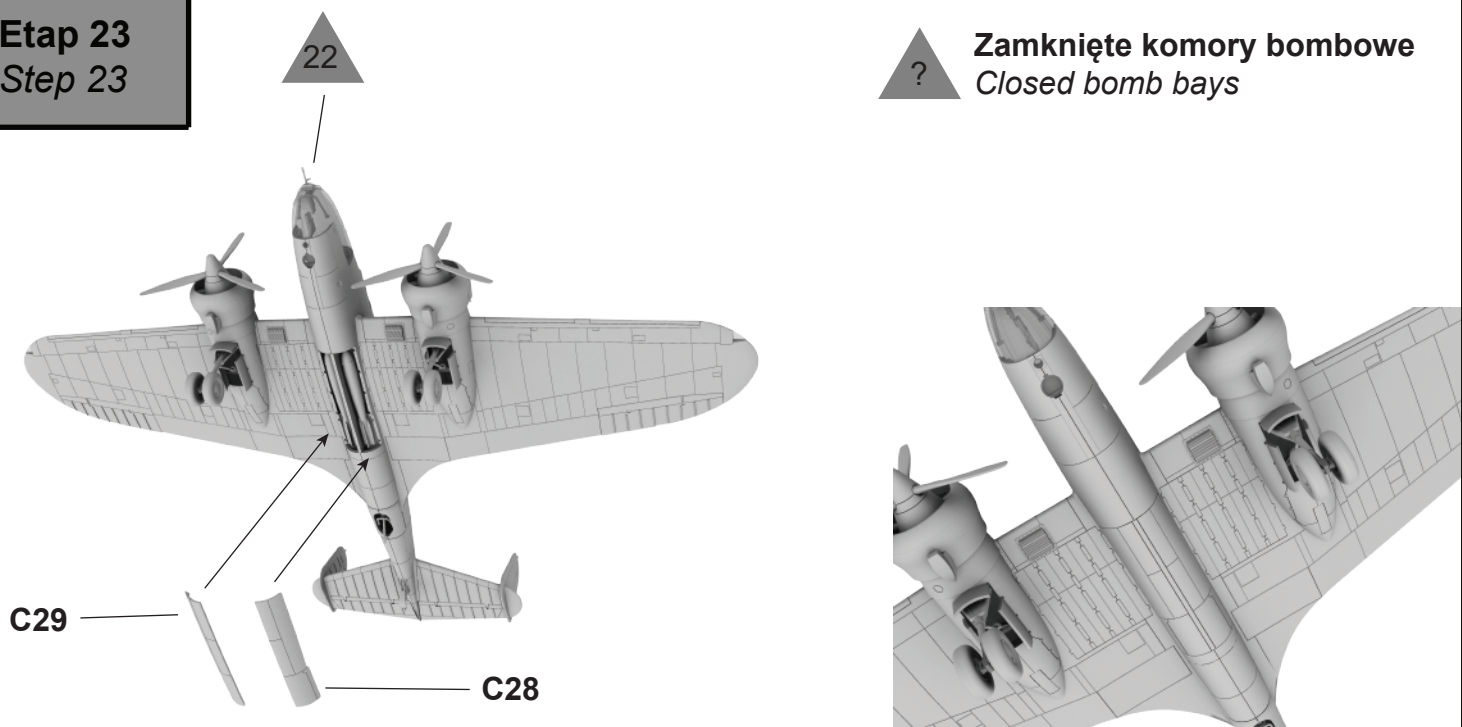 Etap 23
Step 23
22
?
Zamknięte komory bombowe
Closed bomb bays
C29
C28